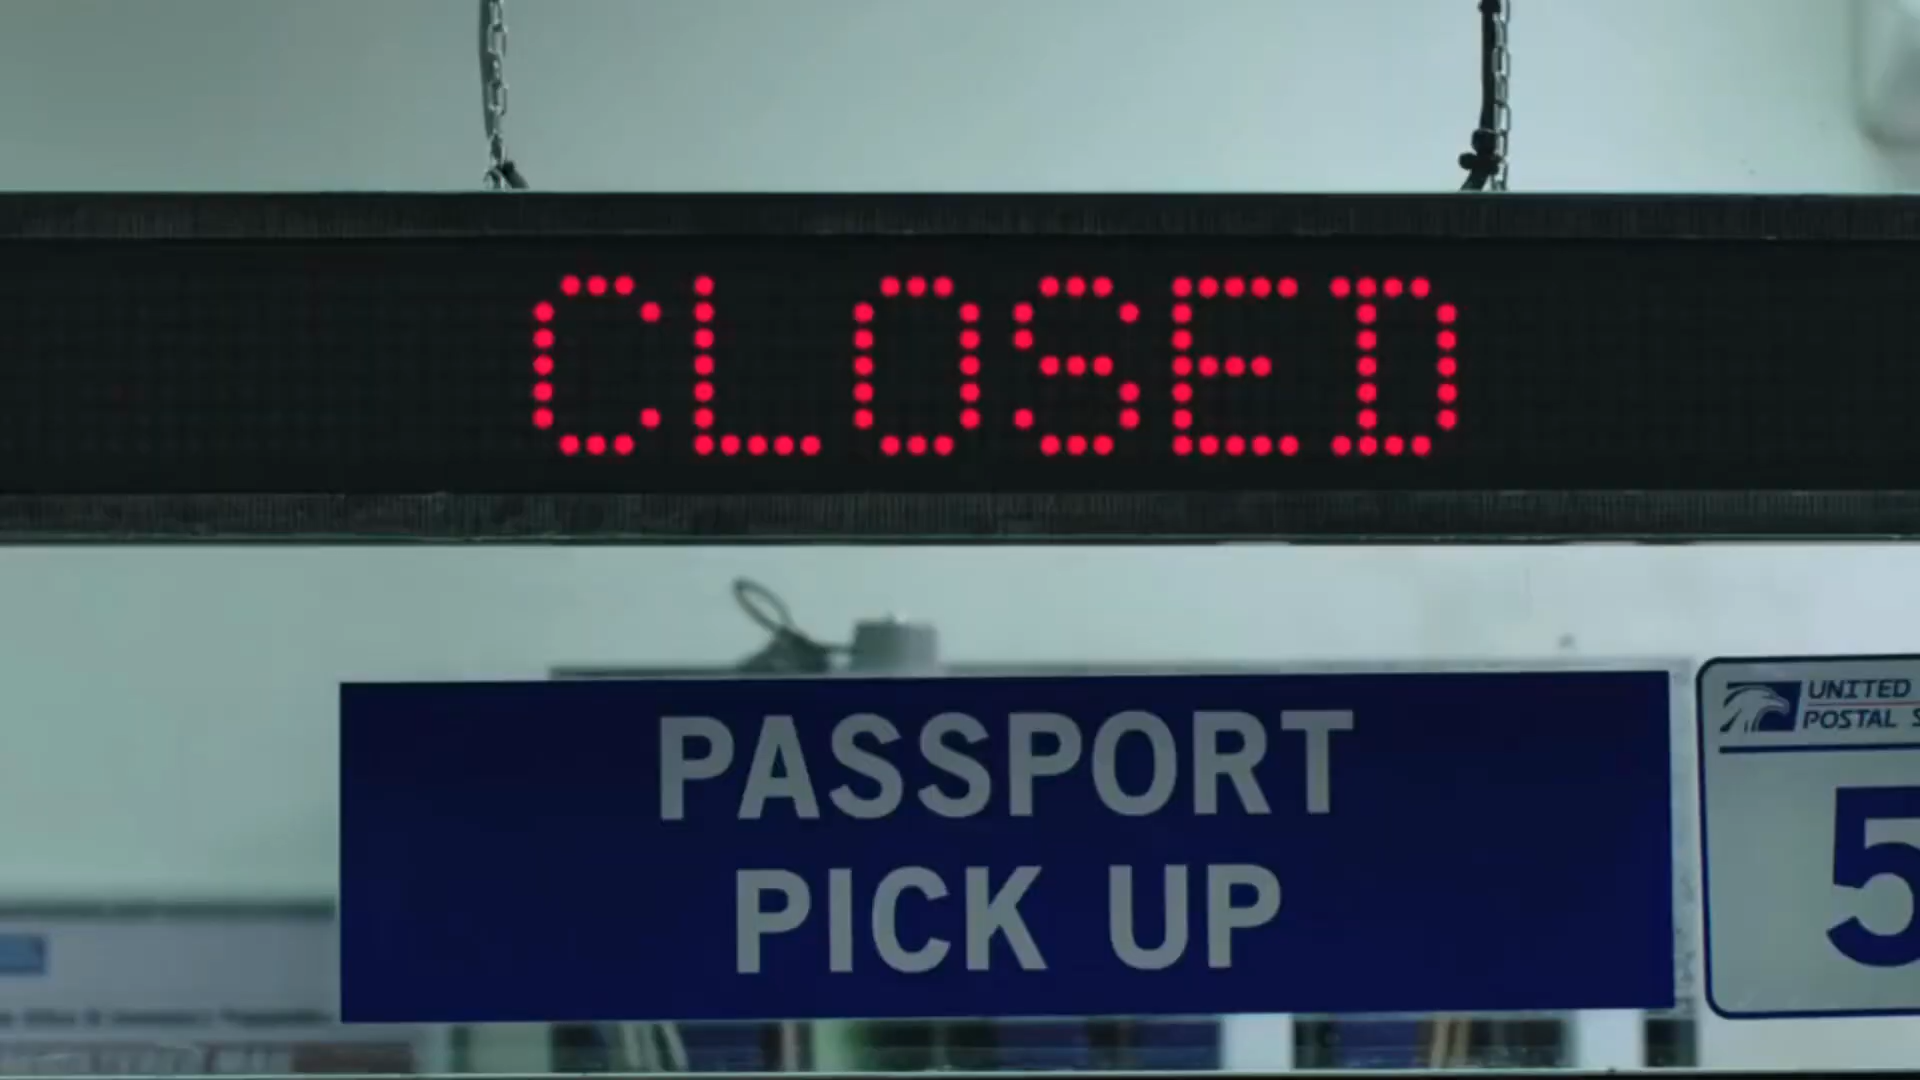 CLOSED
PASSPORT
PICK UP
UNITED
POSTAL S
5